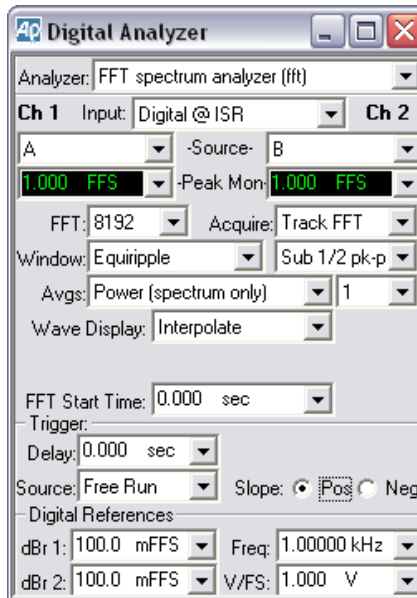 Ap Digital Analyzer
Analyzer: FFT spectrum analyzer (fft)
Ch 1 Input: Digital @ ISR Ch 2
A -Source- B
1.000 FFS -Peak Mon- 1.000 FFS
FFT: 8192 Acquire: Track FFT
Window: Equiripple Sub 1/2 pk-p
Avgs: Power (spectrum only) 1
Wave Display: Interpolate
FFT Start Time: 0.000 sec
Trigger:
Delay: 0.000 sec
Source: Free Run Slope: Pos Neg
Digital References
dBr 1: 100.0 mFFS Freq: 1.00000 kHz
dBr 2: 100.0 mFFS V/FS: 1.000 V